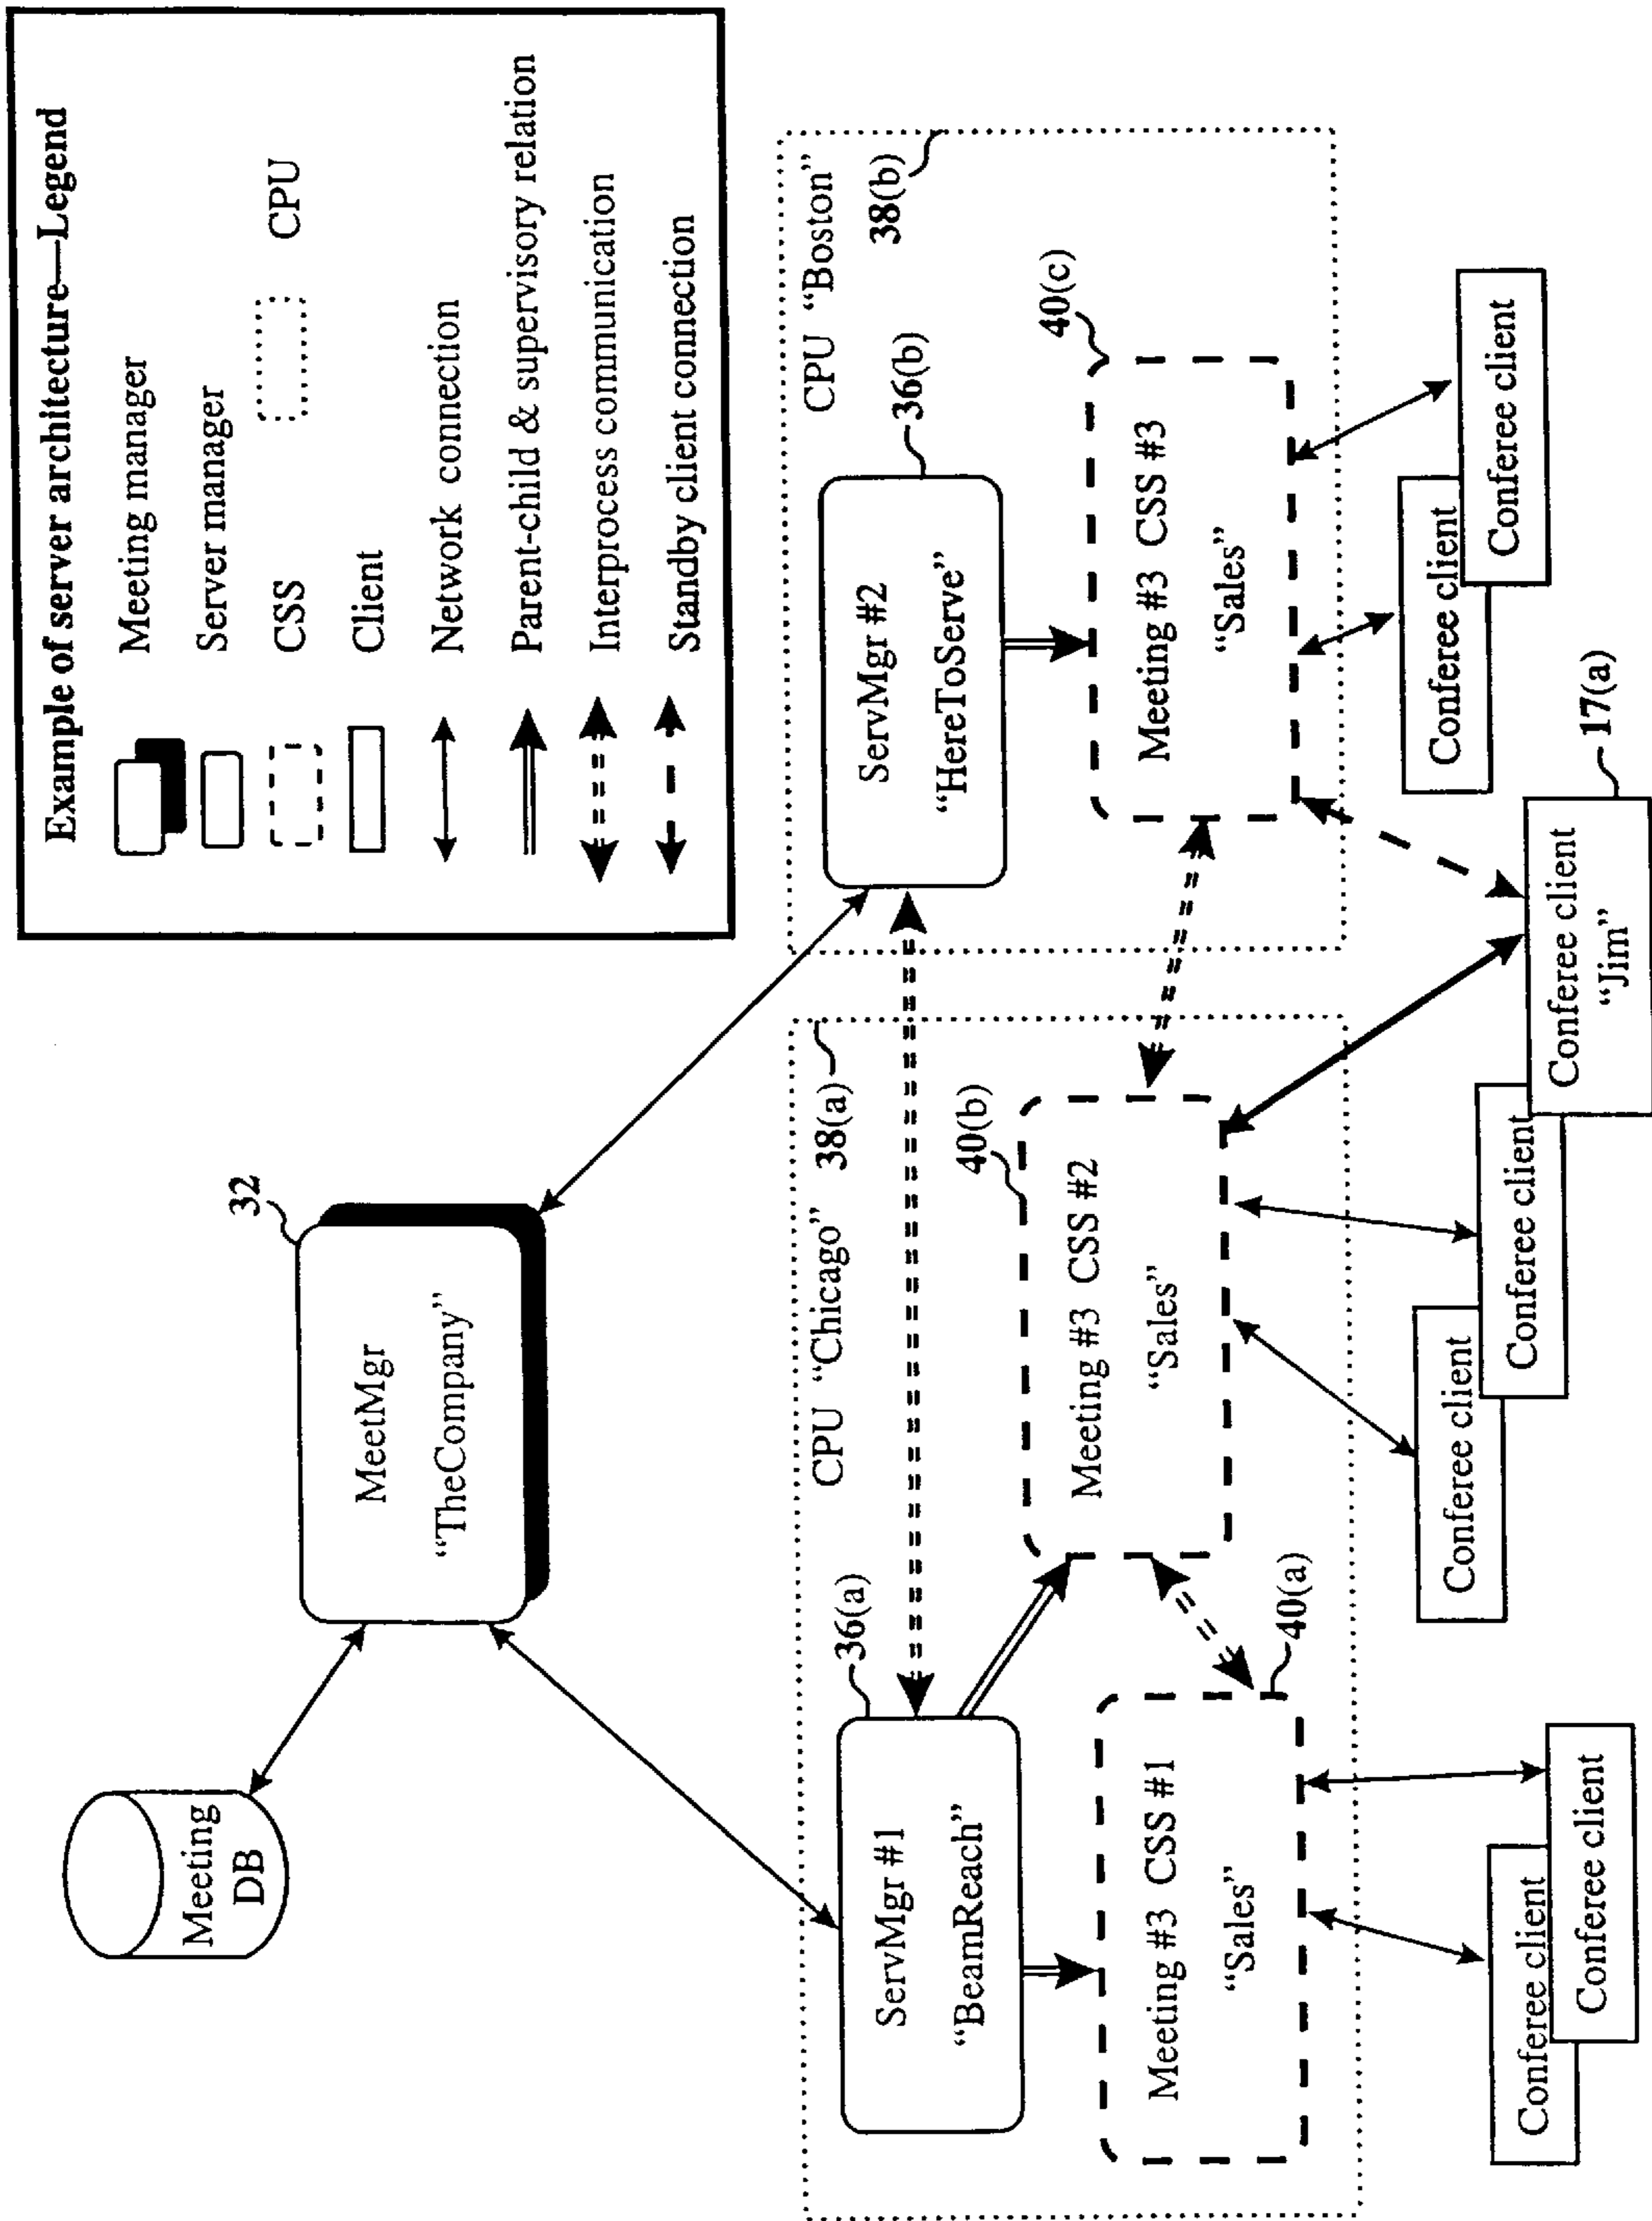 Example of server architecture—Legend
Meeting manager
Server manager
CSS
CPU
Client
Network connection
Parent-child & supervisory relation
Interprocess communication
Standby client connection
Meeting
DB
32
MeetMgr
“TheCompany”
CPU “Chicago”
38(a)
CPU “Boston”
38(b)
36(a)
ServMgr #1
“BeamReach”
36(b)
ServMgr #2
“HereToServe”
40(a)
Meeting #3 CSS #1
“Sales”
40(b)
Meeting #3 CSS #2
“Sales”
40(c)
Meeting #3 CSS #3
“Sales”
Conferee client
Conferee client
Conferee client
Conferee client
Conferee client
“Jim”
17(a)
Conferee client
Conferee client